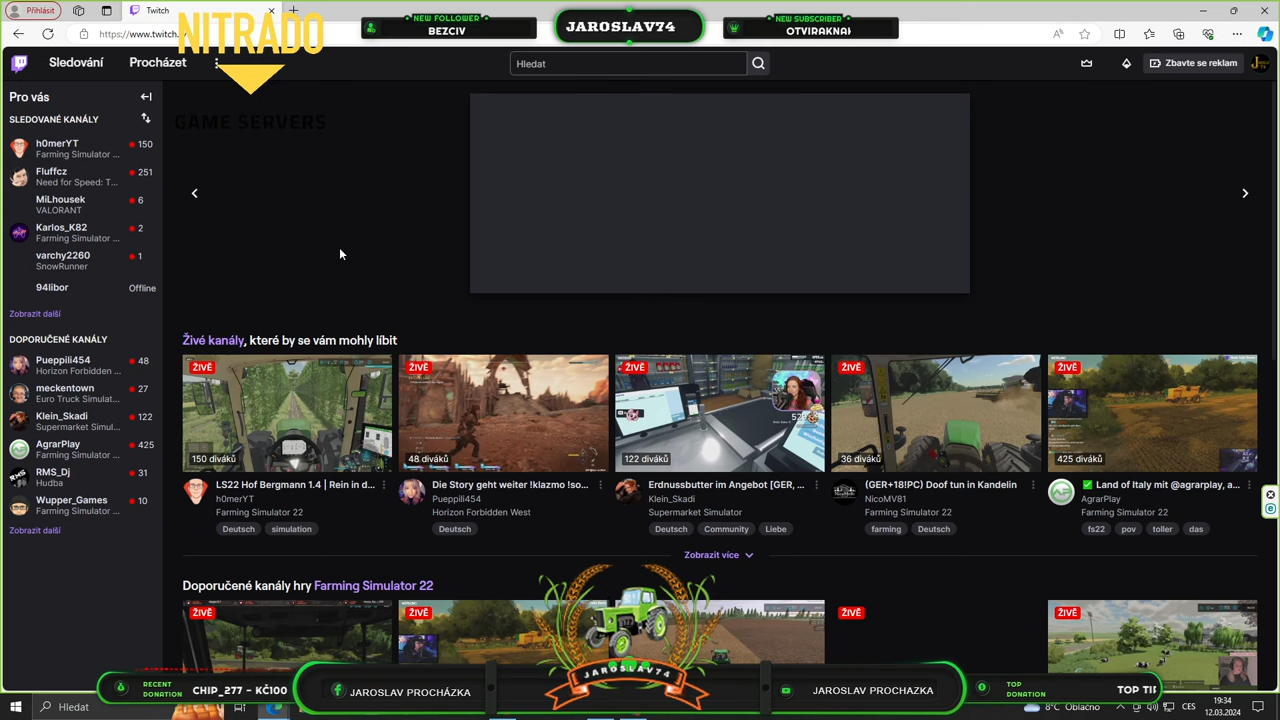 Přihlásit
Twitch
NEW FOLLOWER
BEZCIV
JAROSLAV74
NEW SUBSCRIBER
OTVIRAKNA
https://www.twitch.
NITRADO
GAME SERVERS
Sledování
Procházet
Hledat
Zbavte se reklam
Pro vás
SLEDOVANÉ KANÁLY
h0merYT
150
Farming Simulator ...
Fluffcz
251
Need for Speed: T...
MiLhousek
6
VALORANT
Karlos_K82
2
Farming Simulator ...
varchy2260
1
SnowRunner
94libor
Offline
Zobrazit další
DOPORUČENÉ KANÁLY
Pueppili454
48
Horizon Forbidden ...
meckentown
27
Euro Truck Simulat...
Klein_Skadi
122
Supermarket Simul...
AgrarPlay
425
Farming Simulator ...
RMS_Dj
31
Hudba
Wupper_Games
10
Farming Simulator ...
Zobrazit další
Živé kanály, které by se vám mohly líbit
ŽIVĚ
150 diváků
LS22 Hof Bergmann 1.4 | Rein in d...
h0merYT
Farming Simulator 22
Deutsch simulation
ŽIVĚ
48 diváků
Die Story geht weiter !klazmo !so...
Pueppili454
Horizon Forbidden West
Deutsch
ŽIVĚ
122 diváků
Erdnussbutter im Angebot [GER, ...
Klein_Skadi
Supermarket Simulator
Deutsch Community Liebe
ŽIVĚ
36 diváků
(GER+18!PC) Doof tun in Kandelin
NicoMV81
Farming Simulator 22
farming Deutsch
ŽIVĚ
425 diváků
✅ Land of Italy mit @agrarplay, a...
AgrarPlay
Farming Simulator 22
fs22 pov toller das
Zobrazit více
Doporučené kanály hry Farming Simulator 22
ŽIVĚ
ŽIVĚ
ŽIVĚ
ŽIVĚ
JAROSLAV74
RECENT
DONATION
CHIP_277 - KČ100
JAROSLAV PROCHÁZKA
JAROSLAV PROCHAZKA
TOP
DONATION
TOP TIP
Hledat
8°C Oblačno
CES
19:34
12.03.2024